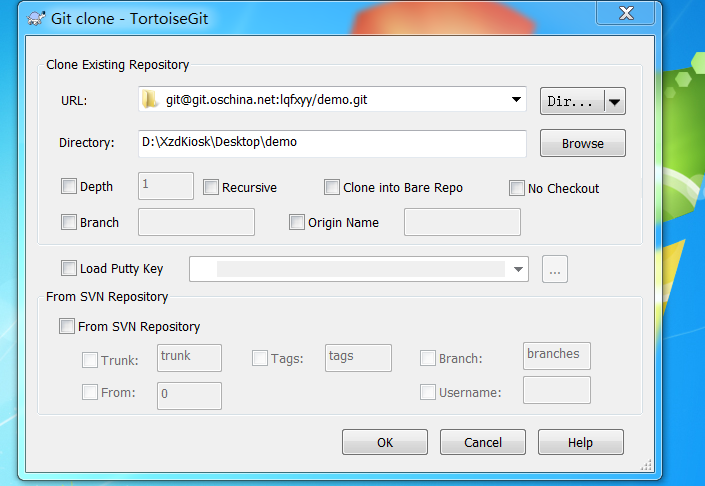 Git clone - TortoiseGit
Clone Existing Repository
URL: git@git.oschina.net:lqfxyy/demo.git Dir...
Directory: D:\XzdKiosk\Desktop\demo Browse
Depth 1 Recursive Clone into Bare Repo No Checkout
Branch Origin Name
Load Putty Key ...
From SVN Repository
From SVN Repository
Trunk: trunk Tags: tags Branch: branches
From: 0 Username:
OK Cancel Help